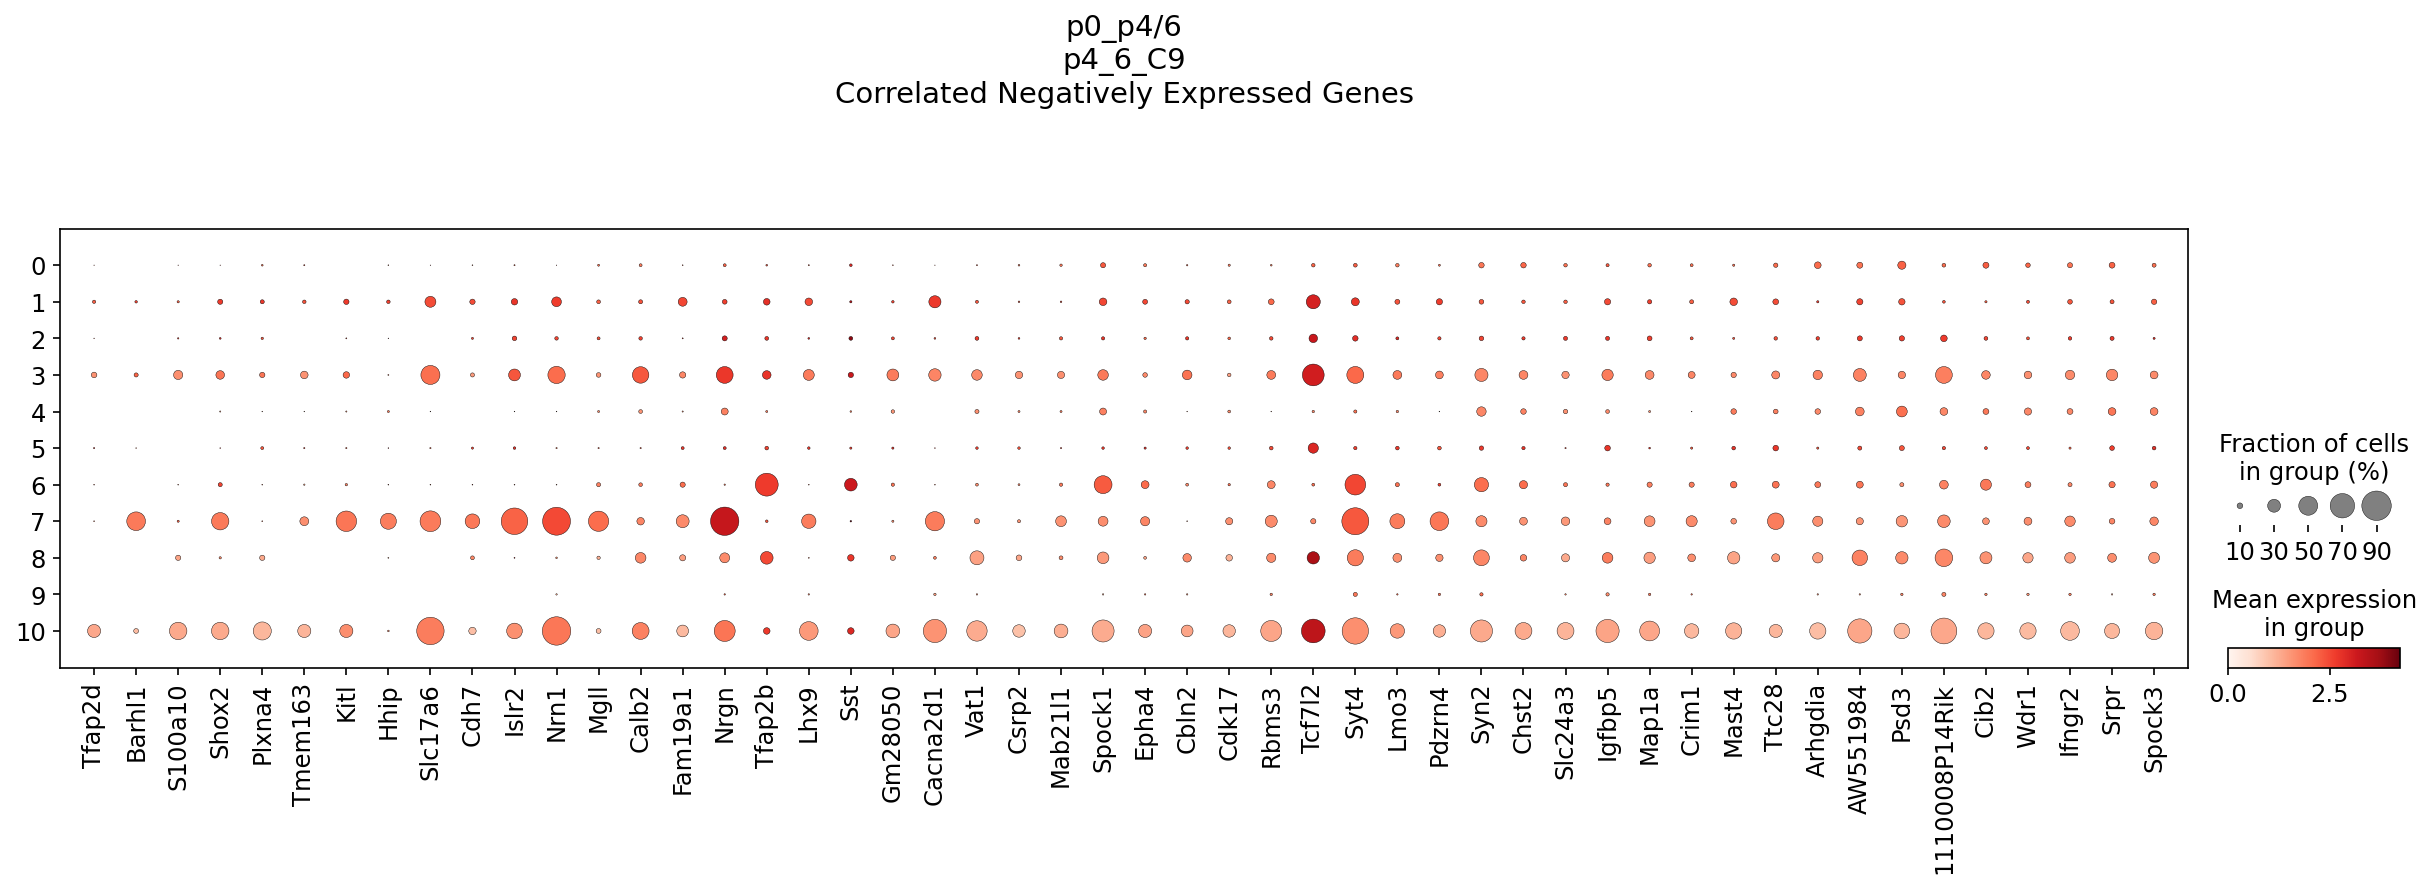 p0_p4/6
p4_6_C9
Correlated Negatively Expressed Genes
0
1
2
3
4
5
6
7
8
9
10
Tfap2d
Barhl1
S100a10
Shox2
Plxna4
Tmem163
Kitl
Hhip
Slc17a6
Cdh7
Islr2
Nrn1
Mgll
Calb2
Fam19a1
Nrgn
Tfap2b
Lhx9
Sst
Gm28050
Cacna2d1
Vat1
Csrp2
Mab21l1
Spock1
Epha4
Cbln2
Cdk17
Rbms3
Tcf7l2
Syt4
Lmo3
Pdzrn4
Syn2
Chst2
Slc24a3
Igfbp5
Map1a
Crim1
Mast4
Ttc28
Arhgdia
AW551984
Psd3
1110008P14Rik
Cib2
Wdr1
Ifngr2
Srpr
Spock3
Fraction of cells
in group (%)
10 30 50 70 90
Mean expression
in group
0.0 2.5